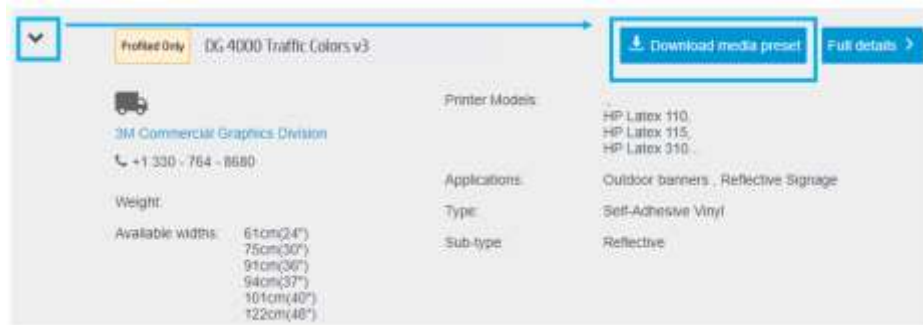 Profiled Only DG 4000 Traffic Colors v3 Download media preset Full details >
3M Commercial Graphics Division
+1 330 - 764 - 8680
Weight:
Available widths: 61cm(24")
75cm(30")
91cm(36")
94cm(37")
101cm(40")
122cm(48")
Printer Models:
HP Latex 110,
HP Latex 115,
HP Latex 310...
Applications: Outdoor banners , Reflective Signage
Type: Self-Adhesive Vinyl
Sub-type Reflective